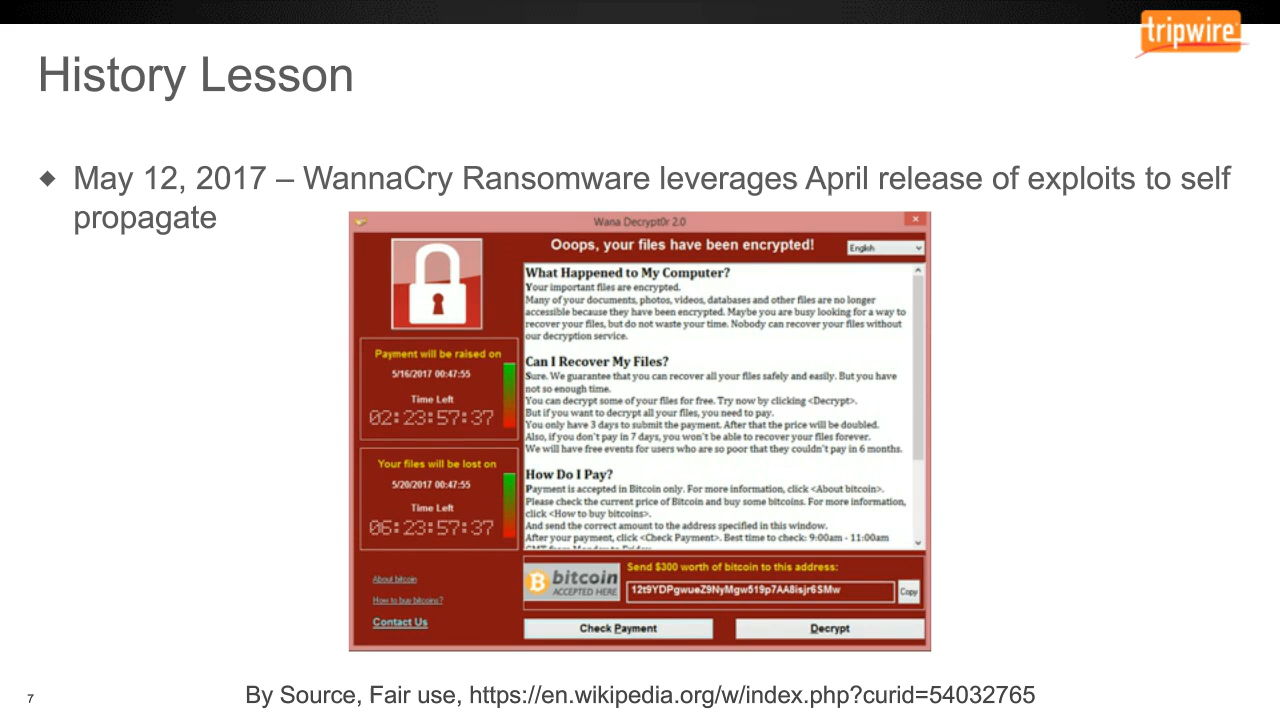 tripwire
History Lesson
◆ May 12, 2017 – WannaCry Ransomware leverages April release of exploits to self
propagate
Wana Decrypt0r 2.0
Ooops, your files have been encrypted!
English
Payment will be raised on
5/16/2017 00:47:55
Time Left
02:23:57:37
Your files will be lost on
5/20/2017 00:47:55
Time Left
06:23:57:37
About bitcoin
How to buy bitcoins?
Contact Us
What Happened to My Computer?
Your important files are encrypted.
Many of your documents, photos, videos, databases and other files are no longer
accessible because they have been encrypted. Maybe you are busy looking for a way to
recover your files, but do not waste your time. Nobody can recover your files without
our decryption service.
Can I Recover My Files?
Sure. We guarantee that you can recover all your files safely and easily. But you have
not so enough time.
You can decrypt some of your files for free. Try now by clicking <Decrypt>.
But if you want to decrypt all your files, you need to pay.
You only have 3 days to submit the payment. After that the price will be doubled.
Also, if you don't pay in 7 days, you won't be able to recover your files forever.
We will have free events for users who are so poor that they couldn't pay in 6 months.
How Do I Pay?
Payment is accepted in Bitcoin only. For more information, click <About bitcoin>.
Please check the current price of Bitcoin and buy some bitcoins. For more information,
click <How to buy bitcoins>.
And send the correct amount to the address specified in this window.
After your payment, click <Check Payment>. Best time to check: 9:00am - 11:00am
GMT from Monday to Friday.
bitcoin
ACCEPTED HERE
Send $300 worth of bitcoin to this address:
12t9YDPgwueZ9NyMgw519p7AA8isjr6SMw
Copy
Check Payment
Decrypt
7
By Source, Fair use, https://en.wikipedia.org/w/index.php?curid=54032765